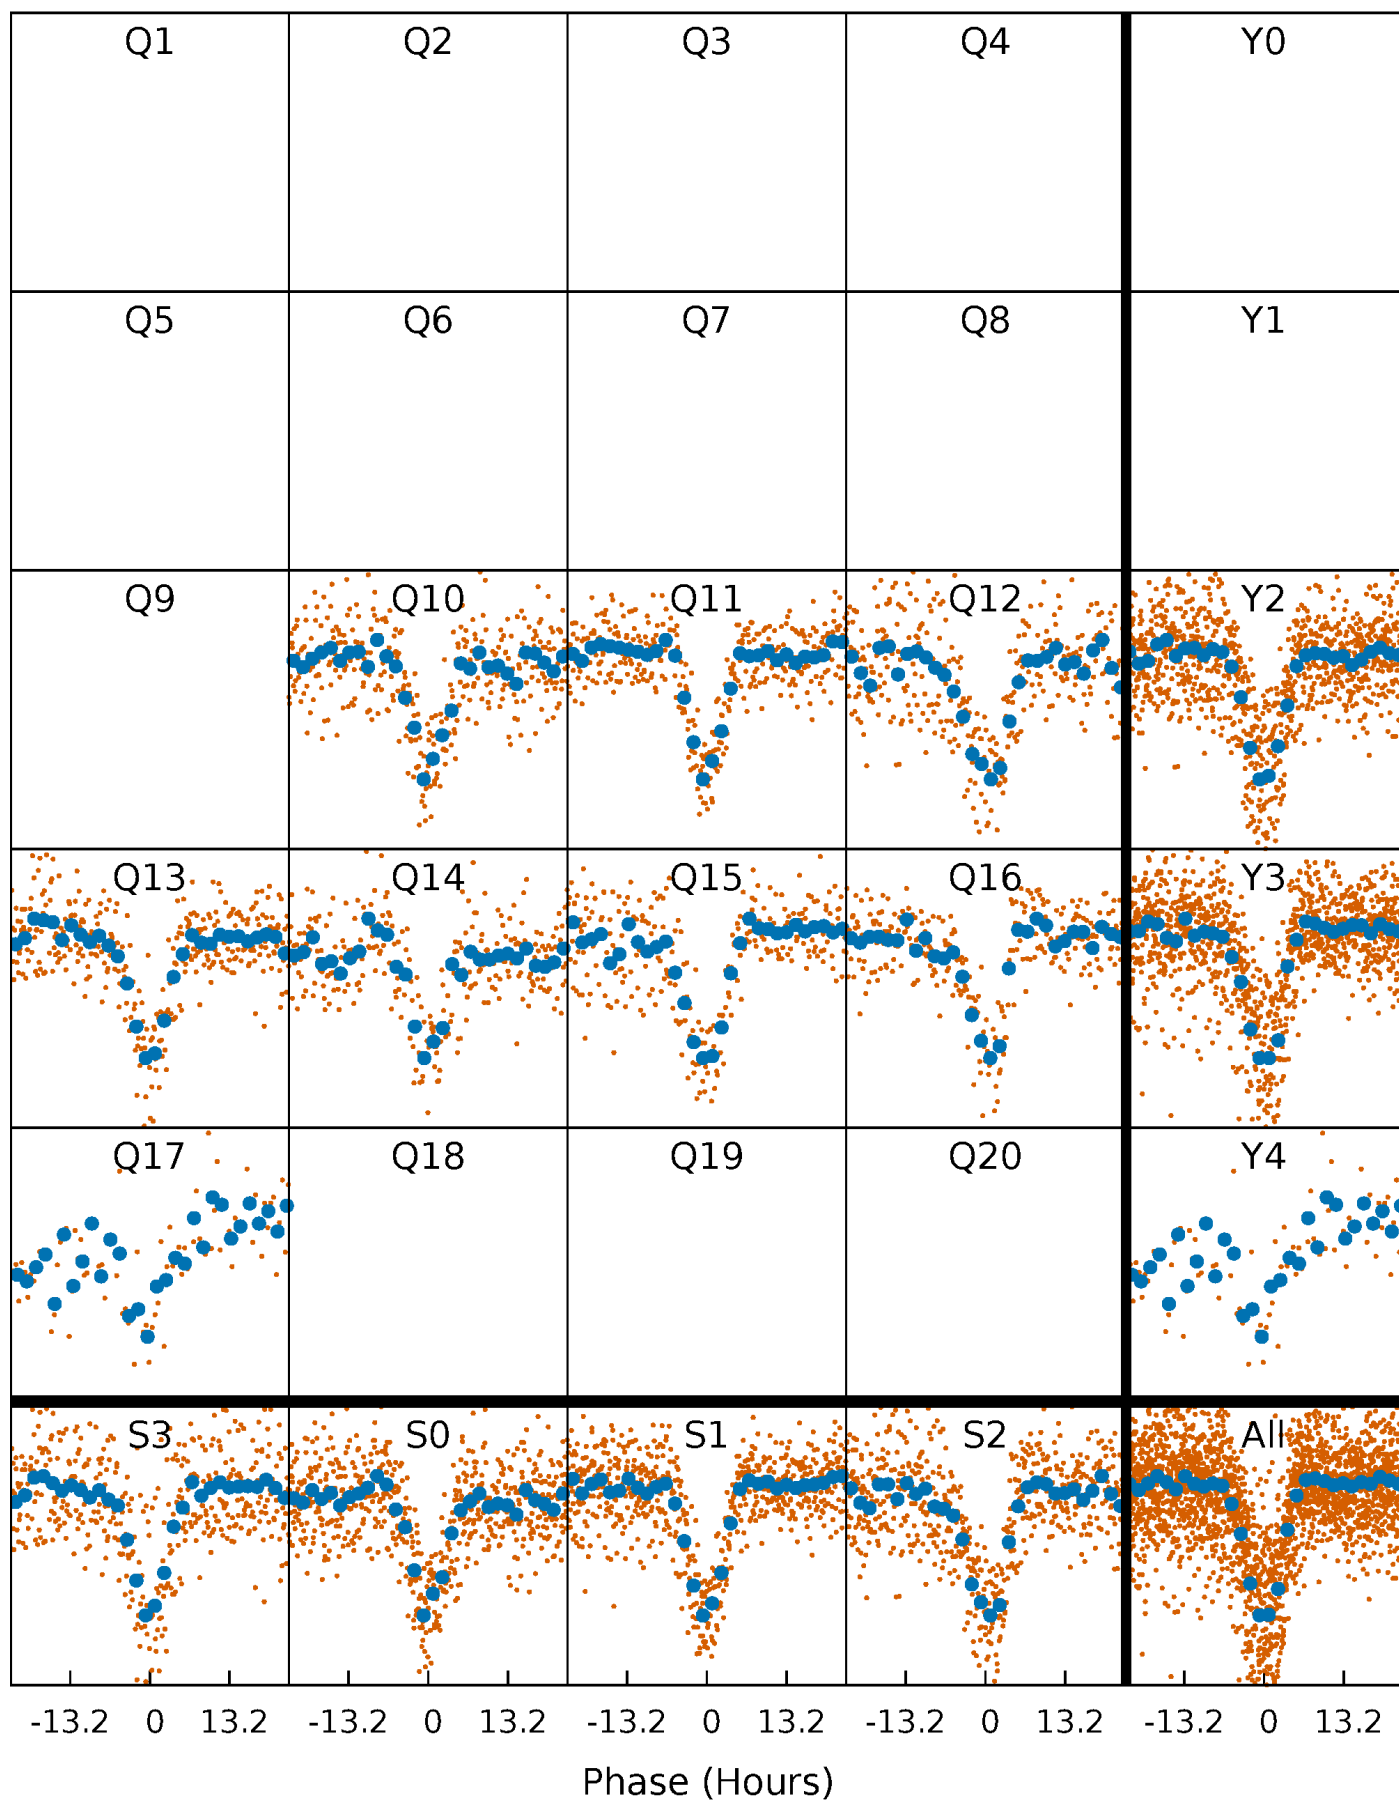 Q1 Q2 Q3 Q4 Y0
Q5 Q6 Q7 Q8 Y1
Q9 Q10 Q11 Q12 Y2
Q13 Q14 Q15 Q16 Y3
Q17 Q18 Q19 Q20 Y4
S3 S0 S1 S2 All
-13.2 0 13.2 -13.2 0 13.2 -13.2 0 13.2 -13.2 0 13.2 -13.2 0 13.2
Phase (Hours)